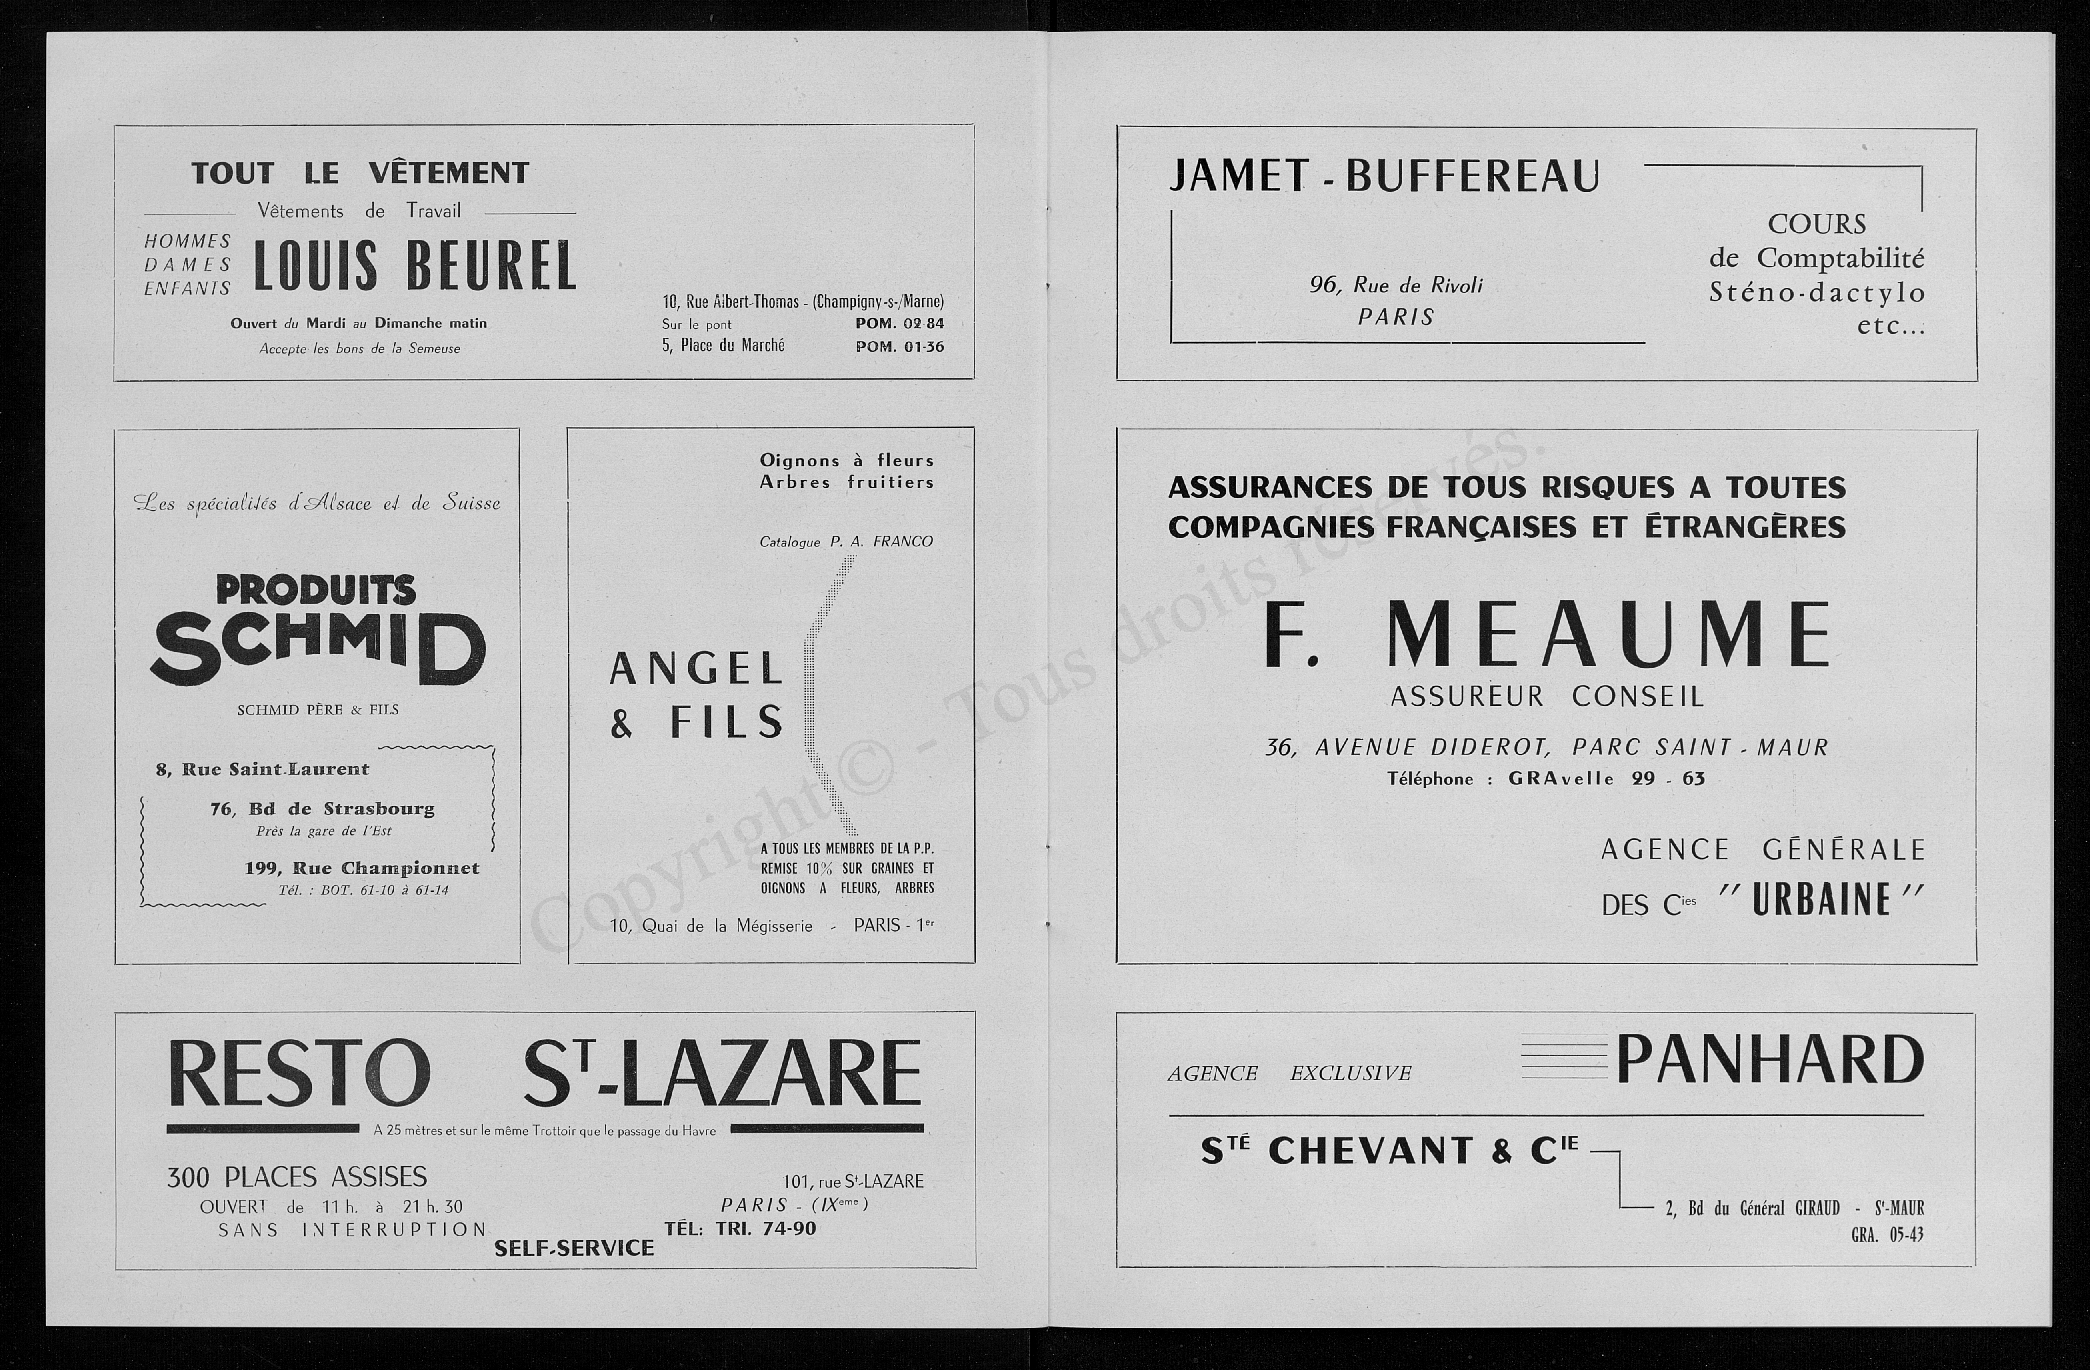 TOUT LE VÊTEMENT
Vêtements de Travail
HOMMES
DAMES
ENFANTS
LOUIS BEUREL
Ouvert du Mardi au Dimanche matin
Accepte les bons de la Semeuse
10, Rue Albert-Thomas - (Champigny-s-/Marne)
Sur le pont POM. 02-84
5, Place du Marché POM. 01-36
Les spécialités d'Alsace et de Suisse
PRODUITS
SCHMID
SCHMID PÈRE & FILS
8, Rue Saint-Laurent
76, Bd de Strasbourg
Près la gare de l'Est
199, Rue Championnet
Tél. : BOT. 61-10 à 61-14
Oignons à fleurs
Arbres fruitiers
Catalogue P. A. FRANCO
ANGEL
& FILS
A TOUS LES MEMBRES DE LA P.P.
REMISE 10% SUR GRAINES ET
OIGNONS A FLEURS, ARBRES
10, Quai de la Mégisserie - PARIS - 1er
RESTO ST-LAZARE
A 25 mètres et sur le même Trottoir que le passage du Havre
300 PLACES ASSISES
OUVERT de 11 h. à 21 h. 30
SANS INTERRUPTION
SELF-SERVICE
101, rue St-LAZARE
PARIS - (IXeme)
TÉL: TRI. 74-90
JAMET - BUFFEREAU
96, Rue de Rivoli
PARIS
COURS
de Comptabilité
Sténo-dactylo
etc...
ASSURANCES DE TOUS RISQUES A TOUTES
COMPAGNIES FRANÇAISES ET ÉTRANGÈRES
F. MEAUME
ASSUREUR CONSEIL
36, AVENUE DIDEROT, PARC SAINT-MAUR
Téléphone : GRAvelle 29 - 63
AGENCE GÉNÉRALE
DES Cies "URBAINE"
AGENCE EXCLUSIVE PANHARD
STÉ CHEVANT & CIE
2, Bd du Général GIRAUD - St-MAUR
GRA. 05-43
Copyright © - Tous droits réservés.